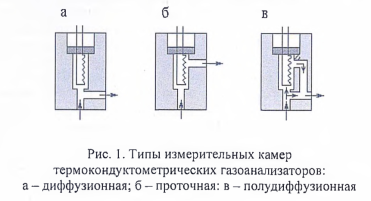 а б в
Рис. 1. Типы измерительных камер
термокондуктометрических газоанализаторов:
а – диффузионная; б – проточная: в – полудиффузионная